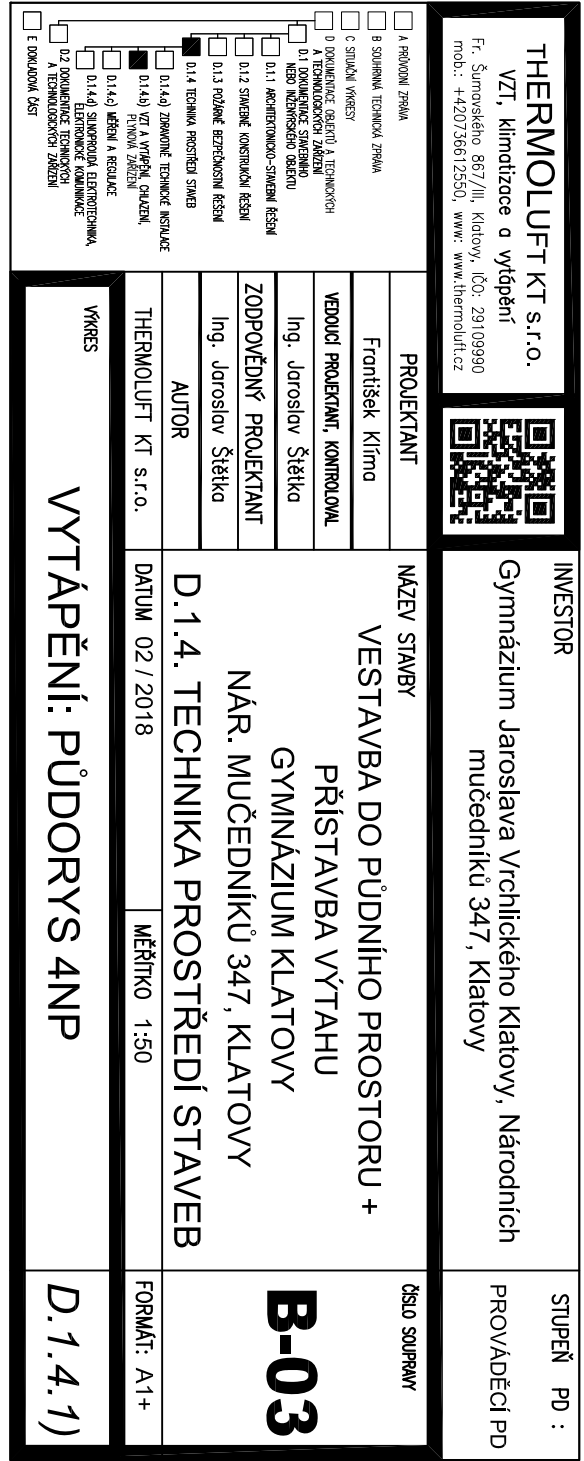 THERMOLUFT KT s.r.o.
VZT, klimatizace a vytápění
Fr. Šumavského 867/III, Klatovy, IČO: 29109990
mob.: +420736612550, www: www.thermoluft.cz
INVESTOR
Gymnázium Jaroslava Vrchlického Klatovy, Národních
mučedníků 347, Klatovy
STUPEŇ PD :
PROVÁDĚCÍ PD
A PRŮVODNÍ ZPRÁVA
B SOUHRNNÁ TECHNICKÁ ZPRÁVA
C SITUAČNÍ VÝKRESY
D DOKUMENTACE OBJEKTŮ A TECHNICKÝCH
A TECHNOLOGICKÝCH ZAŘÍZENÍ
D.1 DOKUMENTACE STAVEBNÍHO
NEBO INŽENÝRSKÉHO OBJEKTU
D.1.1 ARCHITEKTONICKO-STAVEBNÍ ŘEŠENÍ
D.1.2 STAVEBNĚ KONSTRUKČNÍ ŘEŠENÍ
D.1.3 POŽÁRNĚ BEZPEČNOSTNÍ ŘEŠENÍ
D.1.4 TECHNIKA PROSTŘEDÍ STAVEB
D.1.4.a) ZDRAVOTNĚ TECHNICKÉ INSTALACE
D.1.4.b) VZT A VYTÁPĚNÍ, CHLAZENÍ,
PLYNOVÁ ZAŘÍZENÍ
D.1.4.c) MĚŘENÍ A REGULACE
D.1.4.d) SILNOPROUDÁ ELEKTROTECHNIKA,
ELEKTRONICKÉ KOMUNIKACE
D.2 DOKUMENTACE TECHNICKÝCH
A TECHNOLOGICKÝCH ZAŘÍZENÍ
E DOKLADOVÁ ČÁST
PROJEKTANT
František Klíma
VEDOUCÍ PROJEKTANT, KONTROLOVAL
Ing. Jaroslav Štětka
ZODPOVĚDNÝ PROJEKTANT
Ing. Jaroslav Štětka
AUTOR
THERMOLUFT KT s.r.o.
NÁZEV STAVBY
VESTAVBA DO PŮDNÍHO PROSTORU +
PŘÍSTAVBA VÝTAHU
GYMNÁZIUM KLATOVY
NÁR. MUČEDNÍKŮ 347, KLATOVY
D.1.4. TECHNIKA PROSTŘEDÍ STAVEB
ČÍSLO SOUPRAVY
B-03
DATUM 02 / 2018
MĚŘÍTKO 1:50
FORMÁT: A1+
VÝKRES
VYTÁPĚNÍ: PŮDORYS 4NP
D.1.4.1)